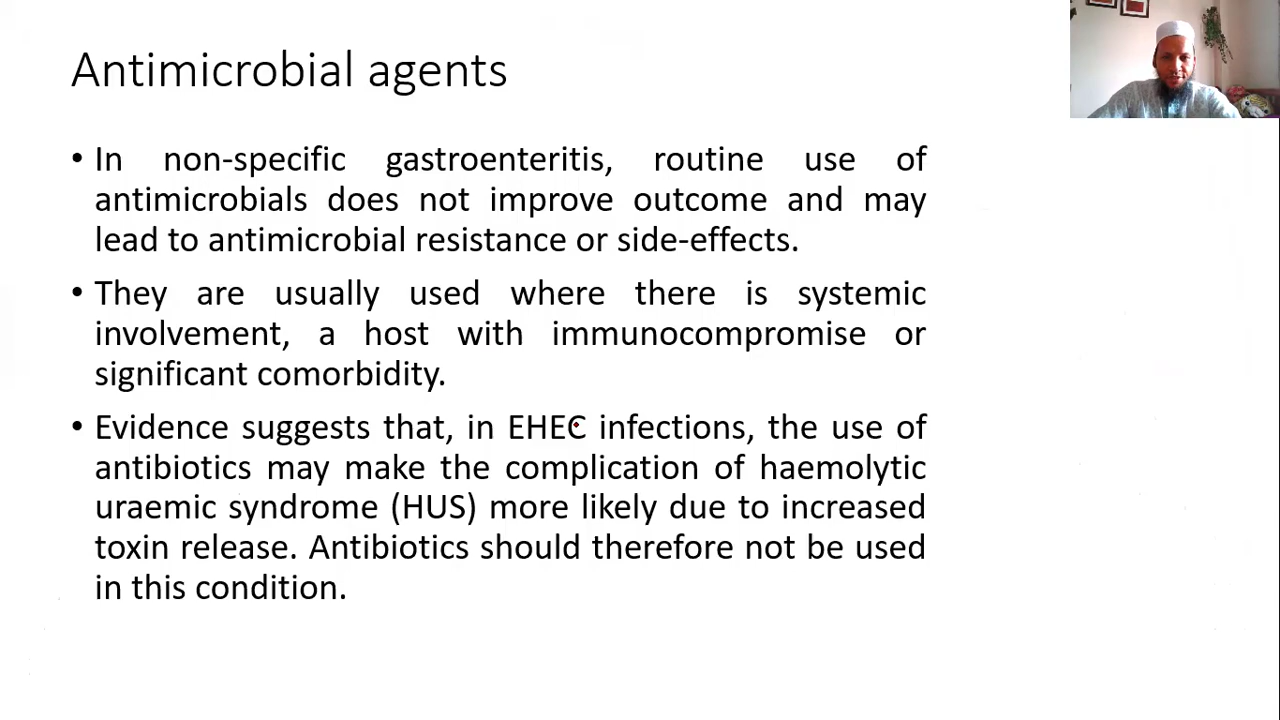 Antimicrobial agents
• In non-specific gastroenteritis, routine use of
antimicrobials does not improve outcome and may
lead to antimicrobial resistance or side-effects.
• They are usually used where there is systemic
involvement, a host with immunocompromise or
significant comorbidity.
• Evidence suggests that, in EHEC infections, the use of
antibiotics may make the complication of haemolytic
uraemic syndrome (HUS) more likely due to increased
toxin release. Antibiotics should therefore not be used
in this condition.